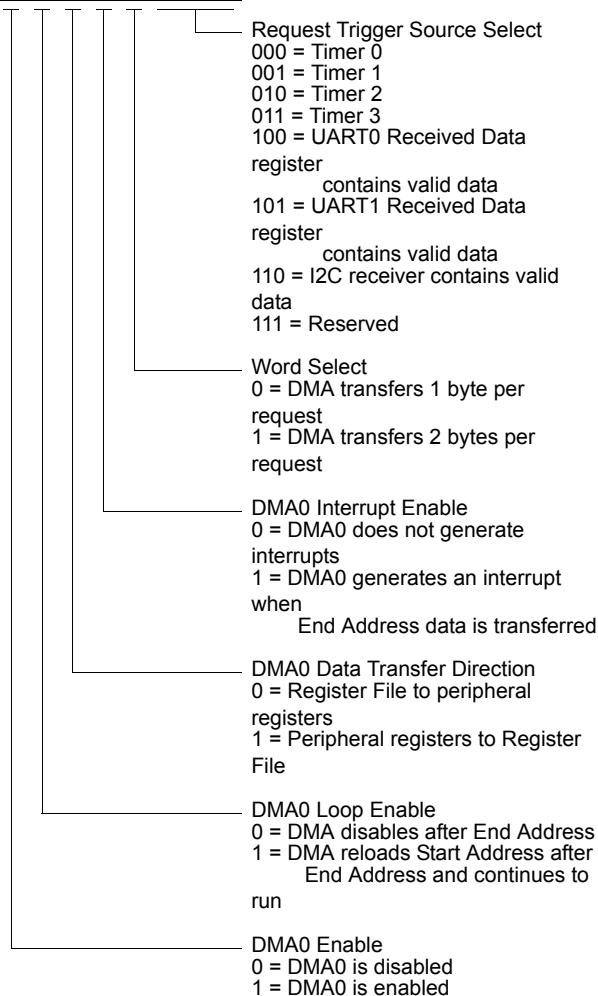 Request Trigger Source Select
000 = Timer 0
001 = Timer 1
010 = Timer 2
011 = Timer 3
100 = UART0 Received Data
register
contains valid data
101 = UART1 Received Data
register
contains valid data
110 = I2C receiver contains valid
data
111 = Reserved
Word Select
0 = DMA transfers 1 byte per
request
1 = DMA transfers 2 bytes per
request
DMA0 Interrupt Enable
0 = DMA0 does not generate
interrupts
1 = DMA0 generates an interrupt
when
End Address data is transferred
DMA0 Data Transfer Direction
0 = Register File to peripheral
registers
1 = Peripheral registers to Register
File
DMA0 Loop Enable
0 = DMA disables after End Address
1 = DMA reloads Start Address after
End Address and continues to
run
DMA0 Enable
0 = DMA0 is disabled
1 = DMA0 is enabled